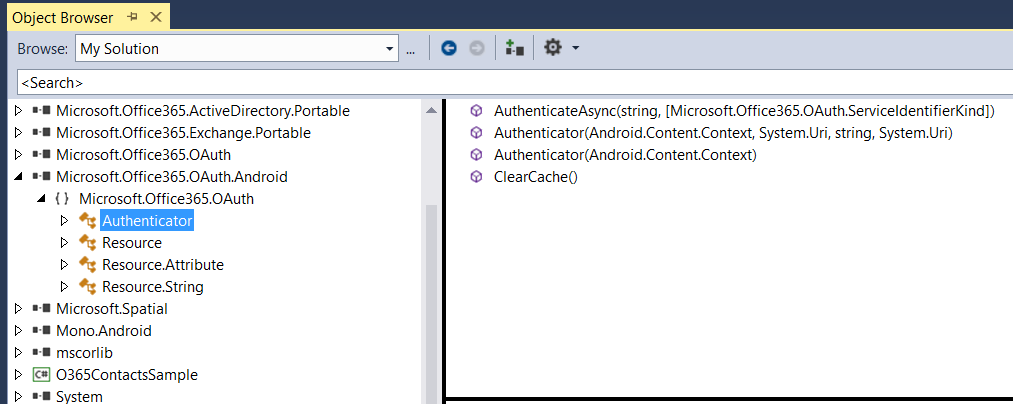 Object Browser
Browse: My Solution ...
<Search>
Microsoft.Office365.ActiveDirectory.Portable
Microsoft.Office365.Exchange.Portable
Microsoft.Office365.OAuth
Microsoft.Office365.OAuth.Android
{ } Microsoft.Office365.OAuth
Authenticator
Resource
Resource.Attribute
Resource.String
Microsoft.Spatial
Mono.Android
mscorlib
C# O365ContactsSample
System
AuthenticateAsync(string, [Microsoft.Office365.OAuth.ServiceIdentifierKind])
Authenticator(Android.Content.Context, System.Uri, string, System.Uri)
Authenticator(Android.Content.Context)
ClearCache()